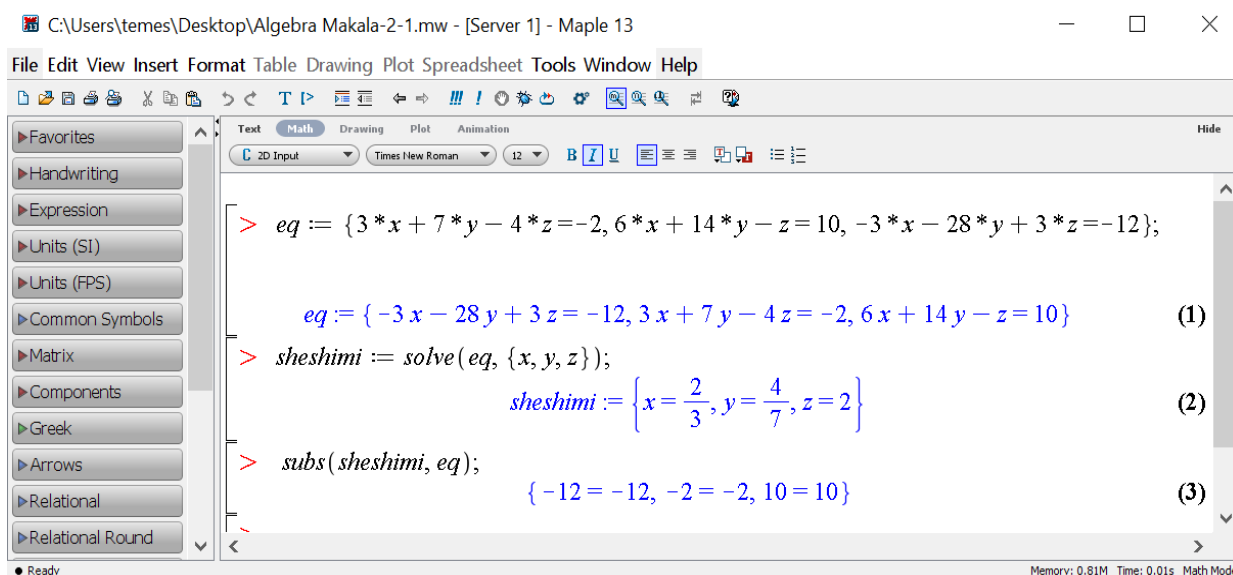 C:\Users\temes\Desktop\Algebra Makala-2-1.mw - [Server 1] - Maple 13
File Edit View Insert Format Table Drawing Plot Spreadsheet Tools Window Help
Text Math Drawing Plot Animation Hide
C 2D Input Times New Roman 12 B I U
Favorites
Handwriting
Expression
Units (SI)
Units (FPS)
Common Symbols
Matrix
Components
Greek
Arrows
Relational
Relational Round
> eq := {3*x + 7*y − 4*z=−2, 6*x + 14*y − z = 10, −3*x − 28*y + 3*z=−12};
eq := {−3 x − 28 y + 3 z = −12, 3 x + 7 y − 4 z = −2, 6 x + 14 y − z = 10} (1)
> sheshimi := solve(eq, {x, y, z});
sheshimi := {x = 2/3, y = 4/7, z = 2} (2)
> subs(sheshimi, eq);
{−12 = −12, −2 = −2, 10 = 10} (3)
>
Ready Memory: 0.81M Time: 0.01s Math Mode